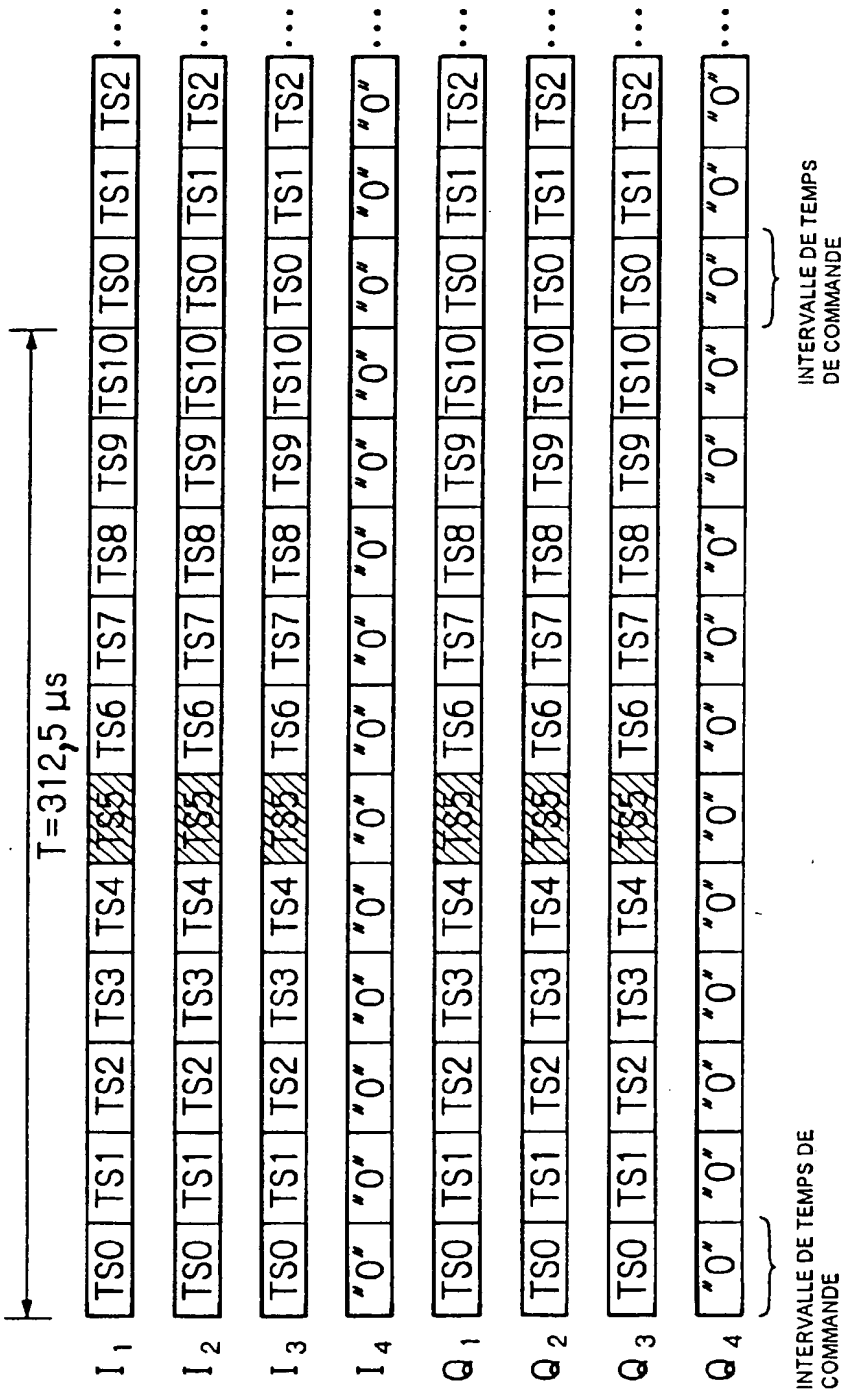 T=312,5 µs
I1 TS0 TS1 TS2 TS3 TS4 TS5 TS6 TS7 TS8 TS9 TS10 TS0 TS1 TS2 ...
I2 TS0 TS1 TS2 TS3 TS4 TS5 TS6 TS7 TS8 TS9 TS10 TS0 TS1 TS2 ...
I3 TS0 TS1 TS2 TS3 TS4 TS5 TS6 TS7 TS8 TS9 TS10 TS0 TS1 TS2 ...
I4 "0" "0" "0" "0" "0" "0" "0" "0" "0" "0" "0" "0" "0" "0" ...
Q1 TS0 TS1 TS2 TS3 TS4 TS5 TS6 TS7 TS8 TS9 TS10 TS0 TS1 TS2 ...
Q2 TS0 TS1 TS2 TS3 TS4 TS5 TS6 TS7 TS8 TS9 TS10 TS0 TS1 TS2 ...
Q3 TS0 TS1 TS2 TS3 TS4 TS5 TS6 TS7 TS8 TS9 TS10 TS0 TS1 TS2 ...
Q4 "0" "0" "0" "0" "0" "0" "0" "0" "0" "0" "0" "0" "0" "0" ...
INTERVALLE DE TEMPS DE
COMMANDE
INTERVALLE DE TEMPS
DE COMMANDE